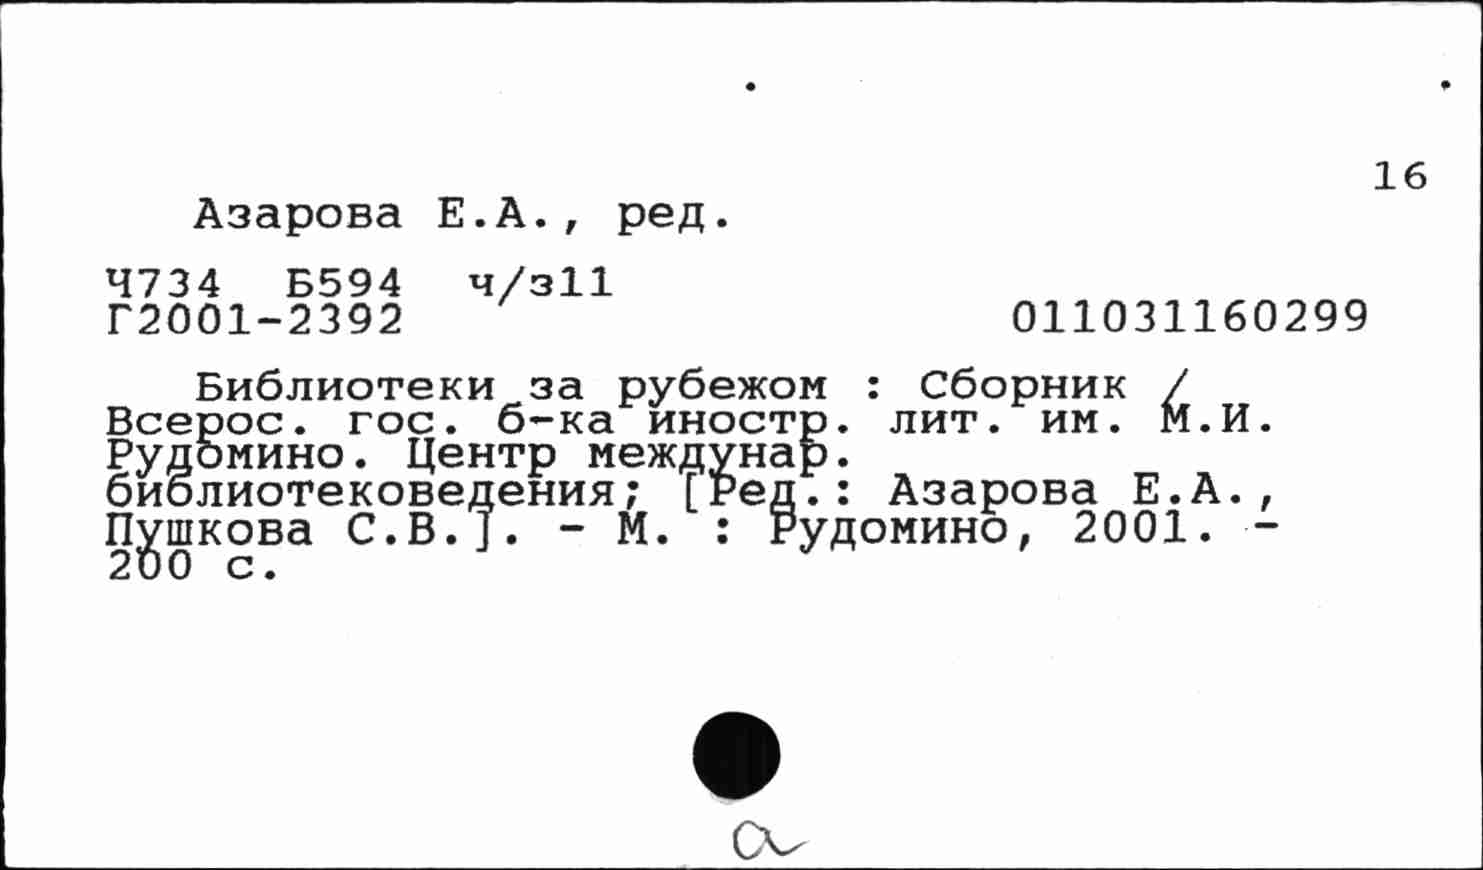 16
Азарова Е.А., ред.
Ч734 Б594 ч/з11
Г2001-2392 011031160299
Библиотеки за рубежом : Сборник /
Всерос. гос. б-ка иностр. лит. им. М.И.
Рудомино. Центр междунар.
библиотековедения; [Ред.: Азарова Е.А.,
Пушкова С.В.]. - М. : Рудомино, 2001. -
200 с.
а